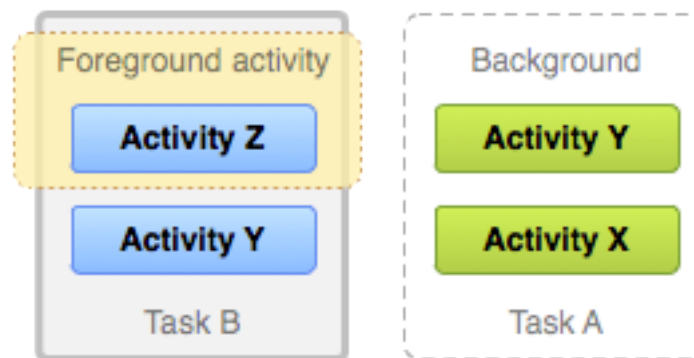 Foreground activity
Activity Z
Activity Y
Task B
Background
Activity Y
Activity X
Task A